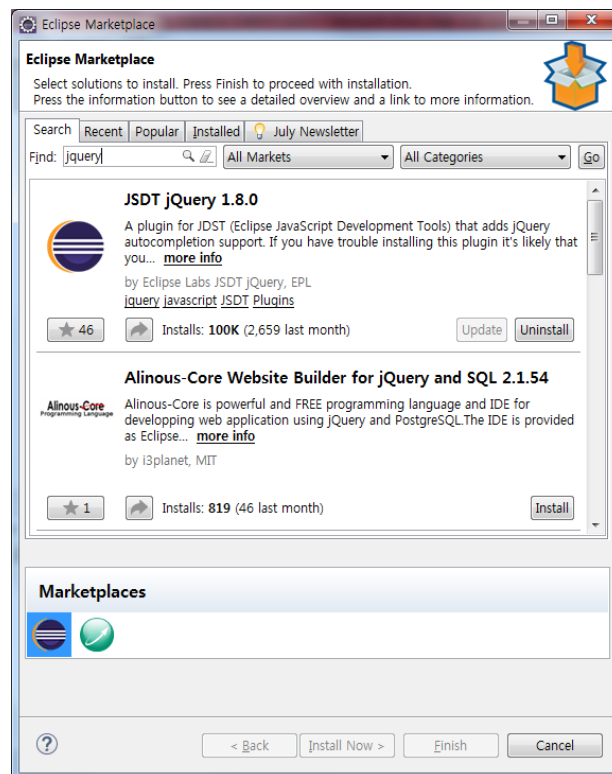 Eclipse Marketplace
Eclipse Marketplace
Select solutions to install. Press Finish to proceed with installation.
Press the information button to see a detailed overview and a link to more information.
Search Recent Popular Installed July Newsletter
Find: jquery All Markets All Categories Go
JSDT jQuery 1.8.0
A plugin for JDST (Eclipse JavaScript Development Tools) that adds jQuery
autocompletion support. If you have trouble installing this plugin it's likely that
you... more info
by Eclipse Labs JSDT jQuery, EPL
jquery javascript JSDT Plugins
46 Installs: 100K (2,659 last month) Update Uninstall
Alinous-Core Website Builder for jQuery and SQL 2.1.54
Alinous-Core
Programming Language
Alinous-Core is powerful and FREE programming language and IDE for
developping web application using jQuery and PostgreSQL.The IDE is provided
as Eclipse... more info
by i3planet, MIT
1 Installs: 819 (46 last month) Install
Marketplaces
? < Back Install Now > Finish Cancel